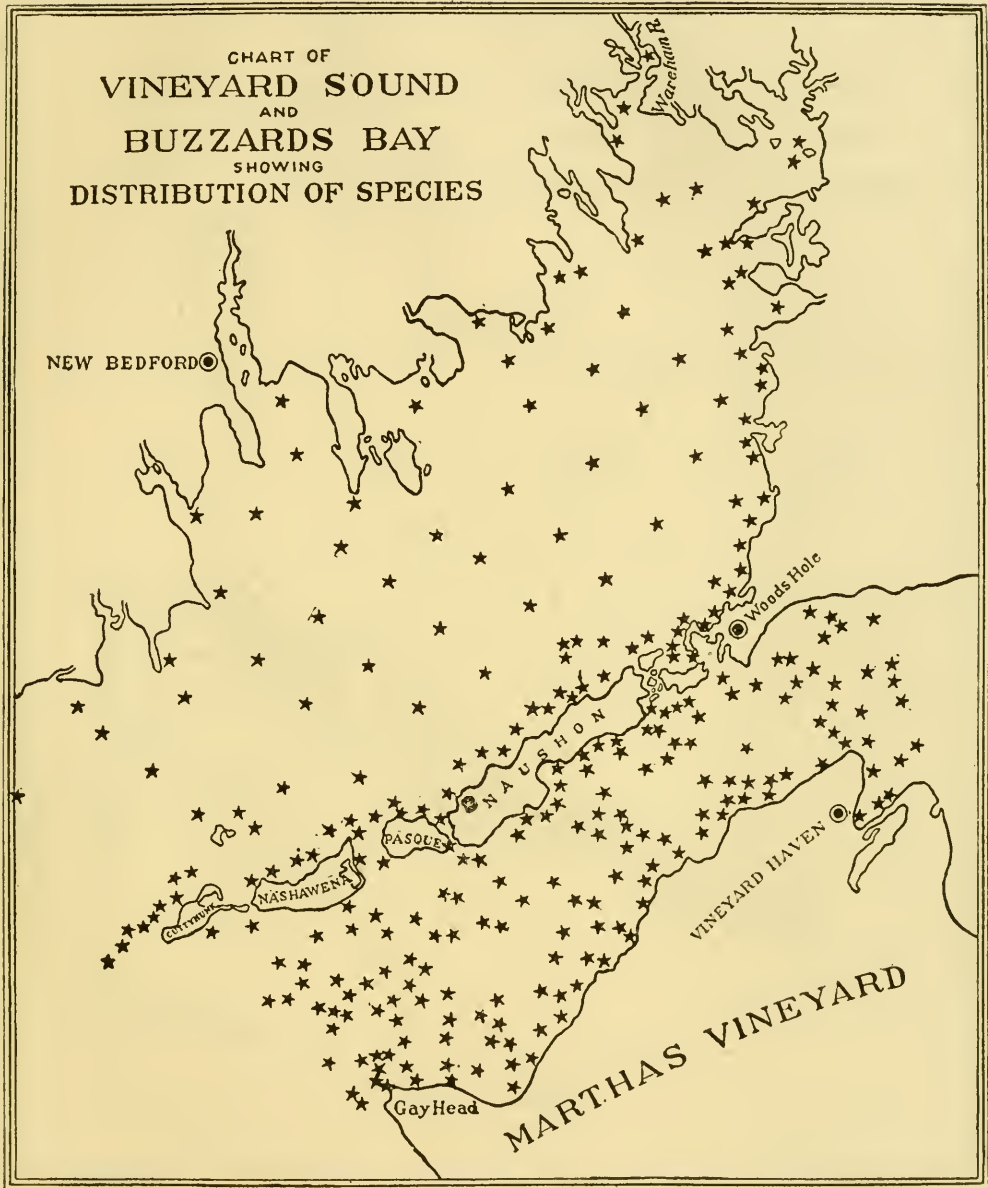 CHART OF
VINEYARD SOUND
AND
BUZZARDS BAY
SHOWING
DISTRIBUTION OF SPECIES
Wareham R.
NEW BEDFORD
Woods Hole
NAUSHON
PASQUE
NASHAWENA
CUTTYHUNK
VINEYARD HAVEN
MARTHAS VINEYARD
Gay Head